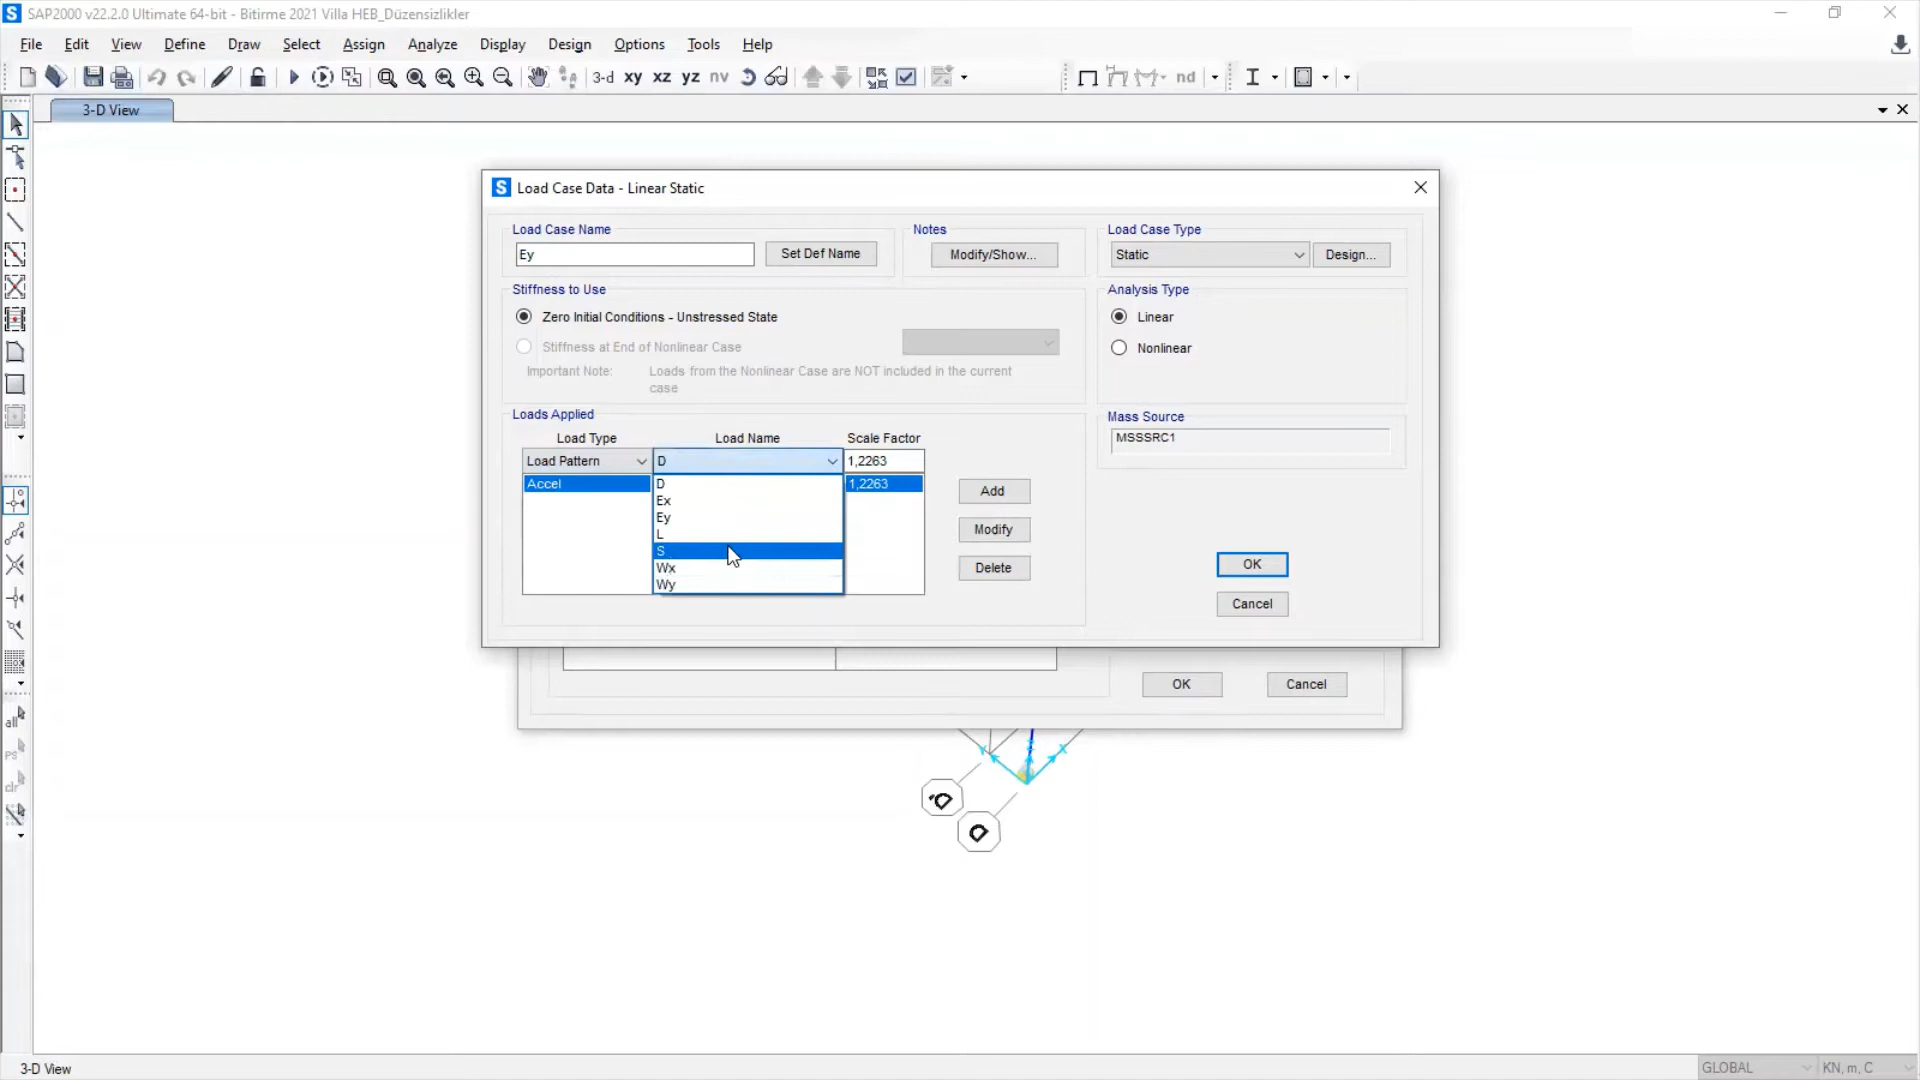 SAP2000 v22.2.0 Ultimate 64-bit - Bitirme 2021 Villa HEB_Düzensizlikler
File Edit View Define Draw Select Assign Analyze Display Design Options Tools Help
3-d xy xz yz nv nd
3-D View
Load Case Data - Linear Static
Load Case Name
Ey
Set Def Name
Notes
Modify/Show...
Load Case Type
Static
Design...
Stiffness to Use
Zero Initial Conditions - Unstressed State
Stiffness at End of Nonlinear Case
Important Note: Loads from the Nonlinear Case are NOT included in the current
case
Analysis Type
Linear
Nonlinear
Loads Applied
Load Type Load Name Scale Factor
Load Pattern D 1,2263
Accel 1,2263
D
Ex
Ey
L
S
Wx
Wy
Add
Modify
Delete
Mass Source
MSSSRC1
OK
Cancel
OK Cancel
all
ps
clr
X
D
3-D View
GLOBAL KN, m, C